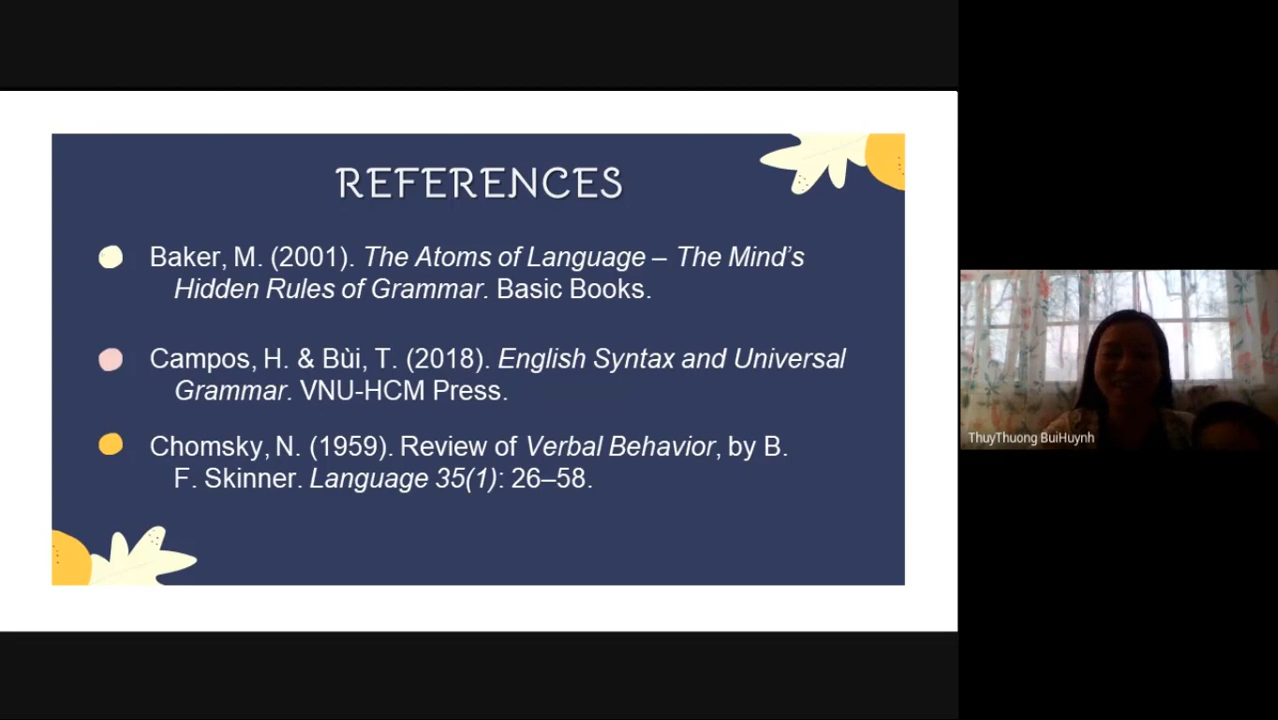 REFERENCES
Baker, M. (2001). The Atoms of Language – The Mind's
Hidden Rules of Grammar. Basic Books.
Campos, H. & Bùi, T. (2018). English Syntax and Universal
Grammar. VNU-HCM Press.
Chomsky, N. (1959). Review of Verbal Behavior, by B.
F. Skinner. Language 35(1): 26–58.
ThuyThuong BuiHuynh